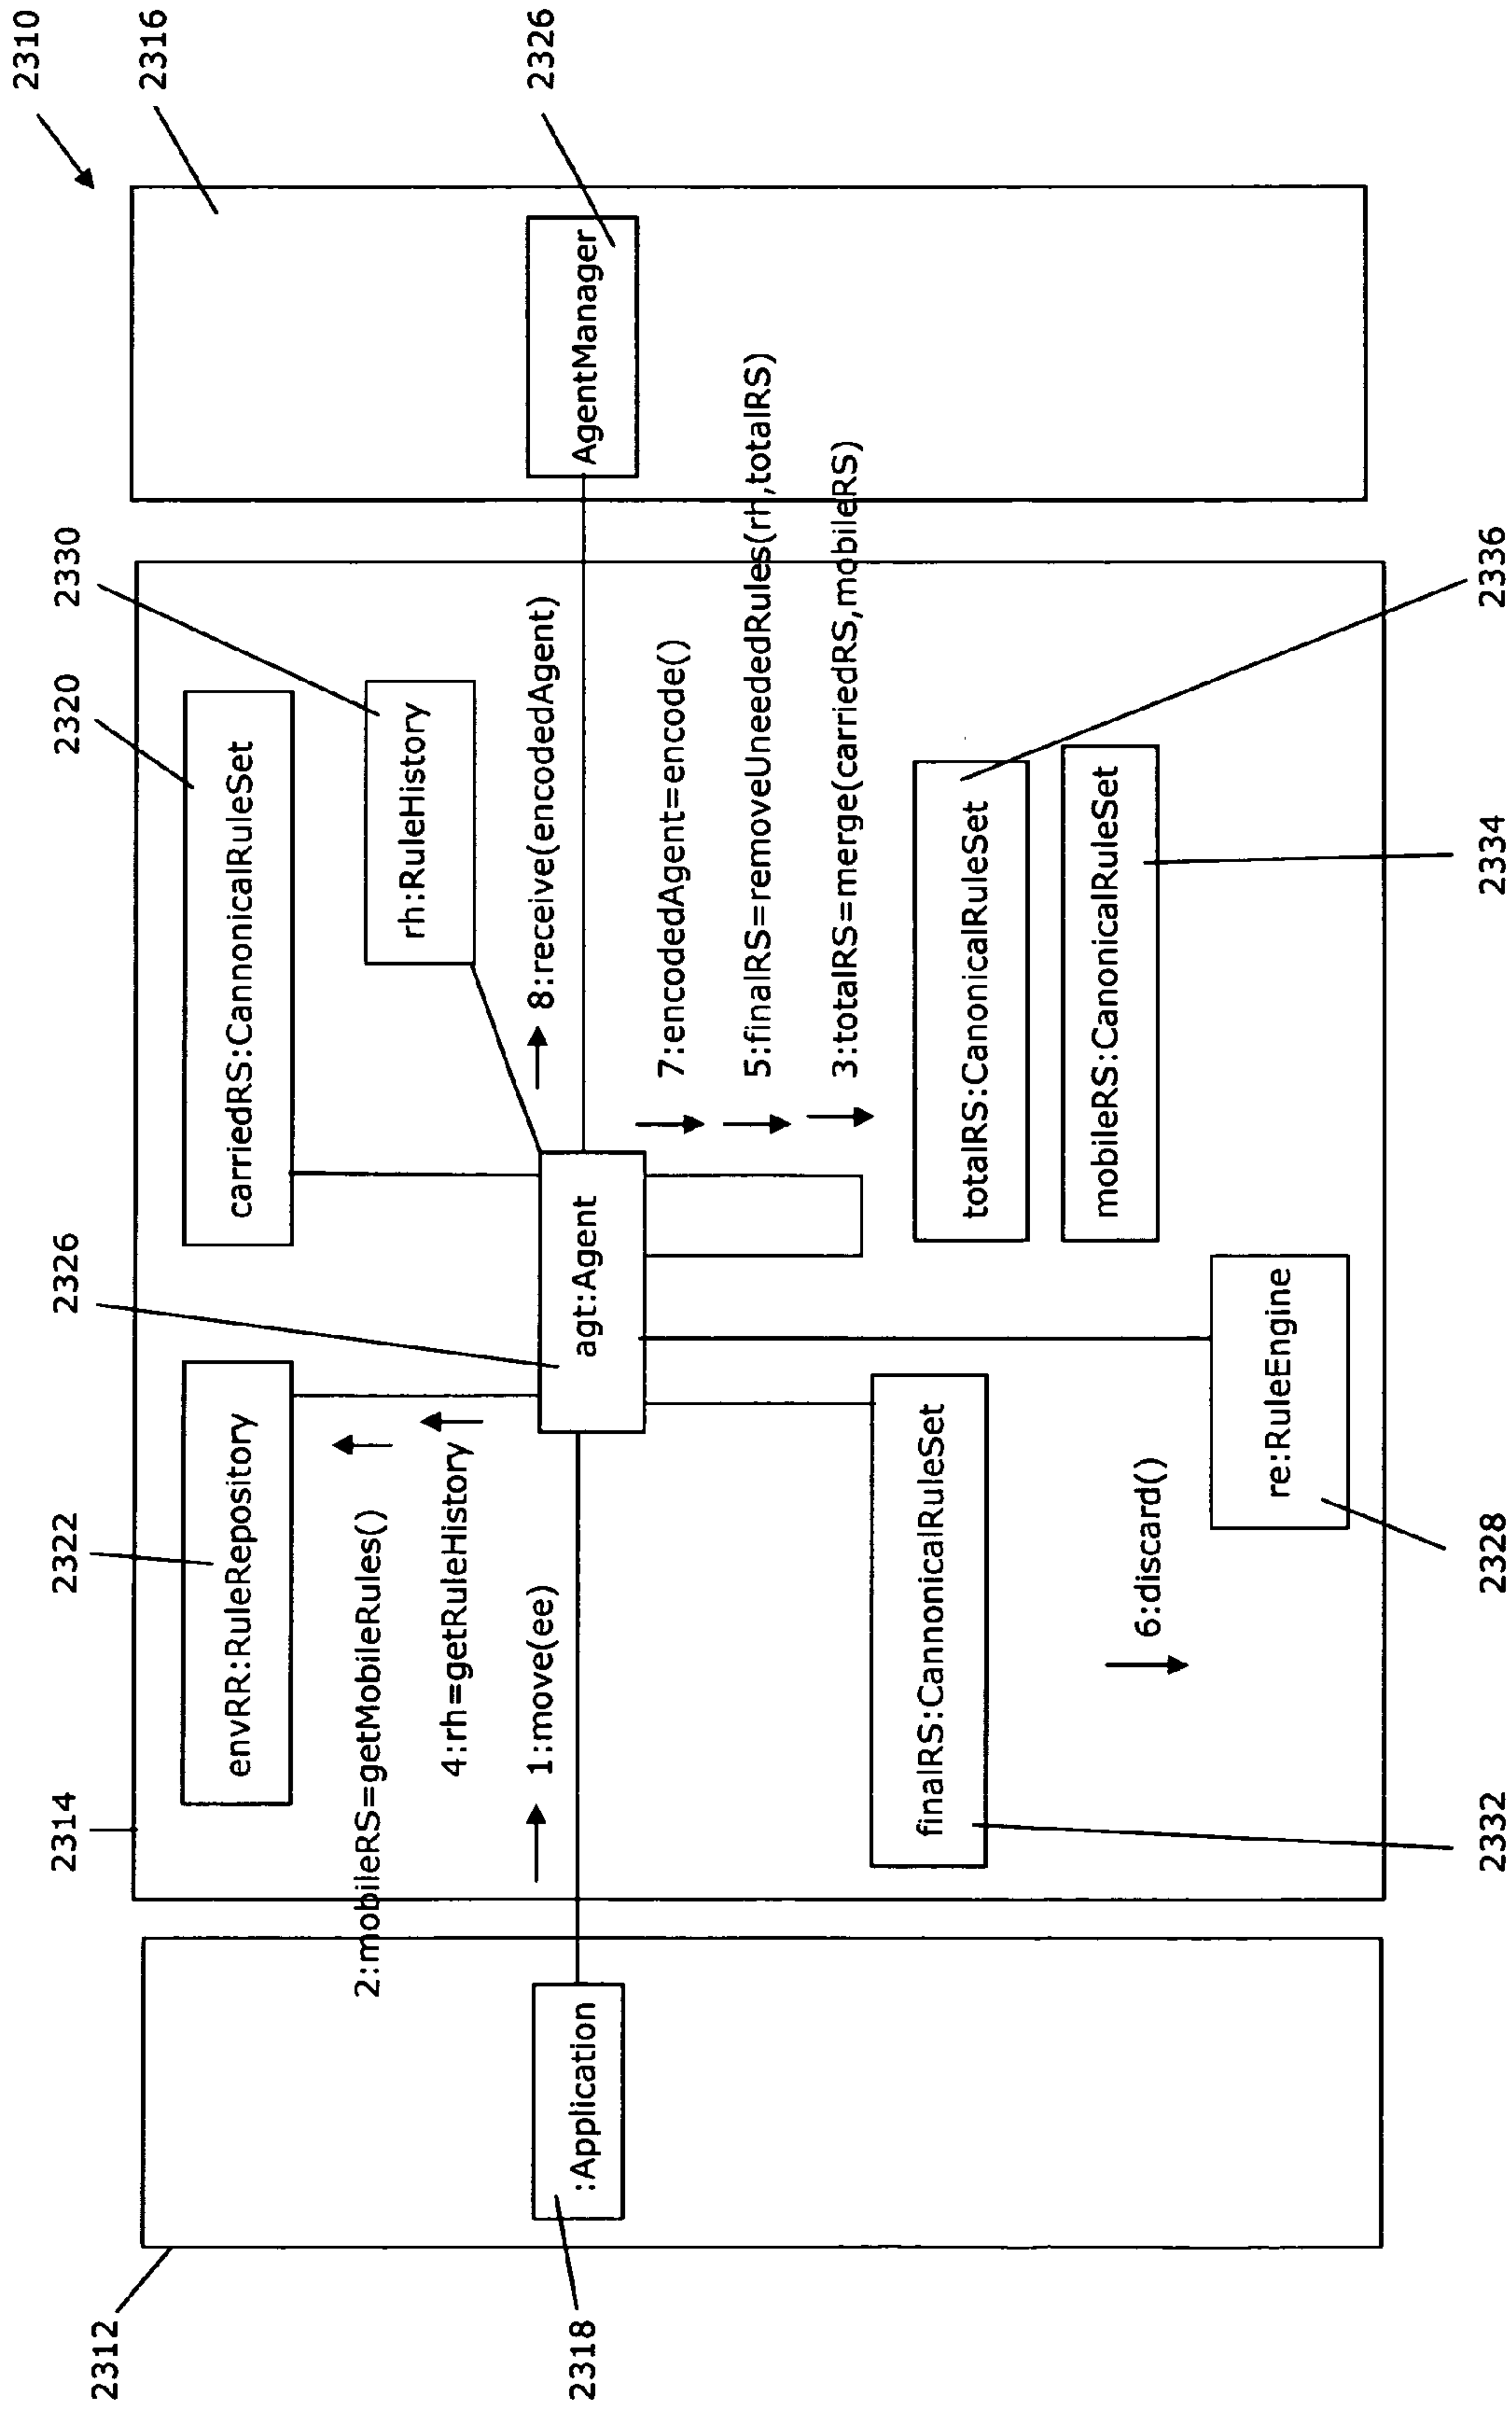 2310
2316
2326
2330
2320
2326
2322
2314
2312
2318
carriedRS:CannonicalRuleSet
rh:RuleHistory
AgentManager
8:receive(encodedAgent)
7:encodedAgent=encode()
5:finalRS=removeUneededRules(rh,totalRS)
3:totalRS=merge(carriedRS,mobileRS)
envRR:RuleRepository
agt:Agent
2:mobileRS=getMobileRules()
4:rh=getRuleHistory
1:move(ee)
:Application
totalRS:CanonicalRuleSet
mobileRS:CanonicalRuleSet
finalRS:CannonicalRuleSet
6:discard()
re:RuleEngine
2336
2334
2328
2332